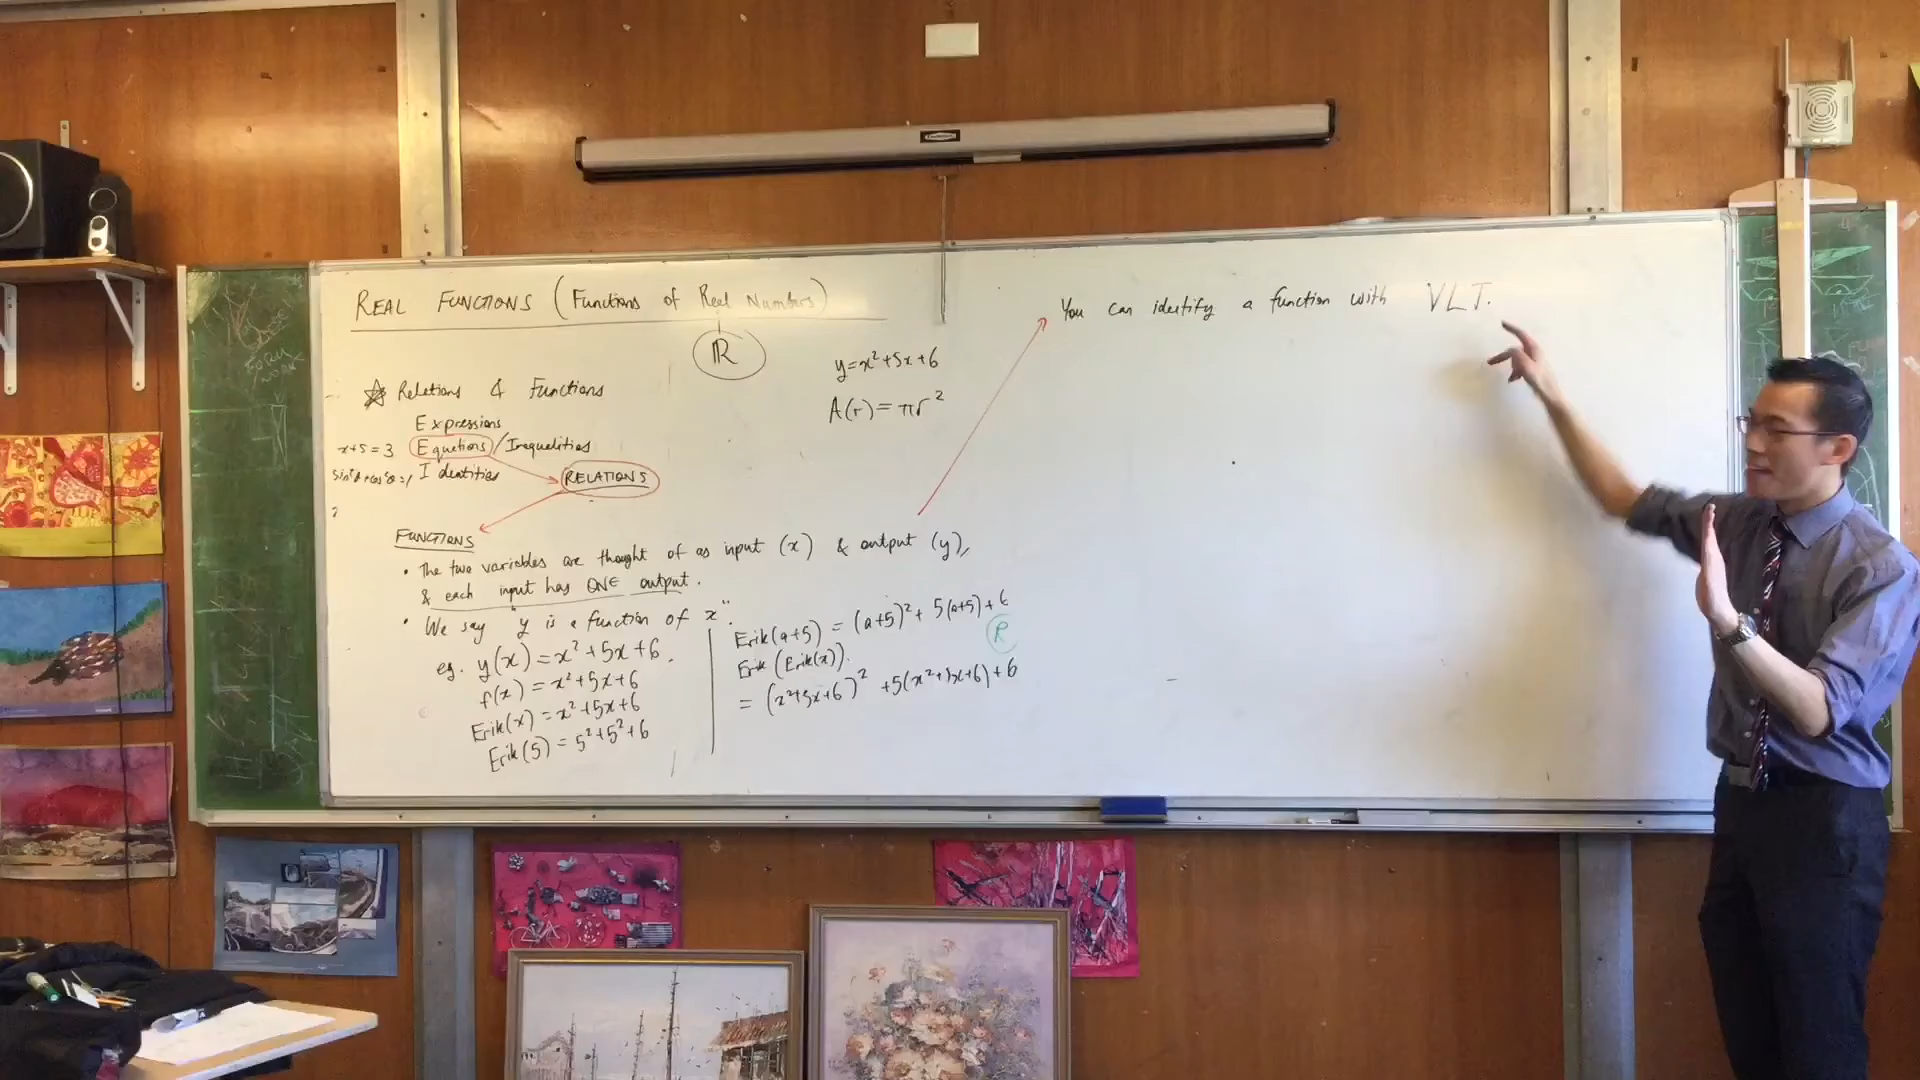 REAL FUNCTIONS (Functions of Real Numbers)
ℝ
y=x²+5x+6
A(r)=πr²
Relations & Functions
Expressions
x+5=3 Equations/Inequalities
sin²θ+cos²θ=1 Identities
RELATIONS
FUNCTIONS
• The two variables are thought of as input (x) & output (y),
& each input has ONE output.
• We say "y is a function of x".
eg. y(x)=x²+5x+6.
f(x)=x²+5x+6
Erik(x)=x²+5x+6
Erik(5)=5²+5²+6
Erik(a+5)=(a+5)²+5(a+5)+6
R
Erik(Erik(x)).
=(x²+5x+6)²+5(x²+5x+6)+6
You can identify a function with VLT.